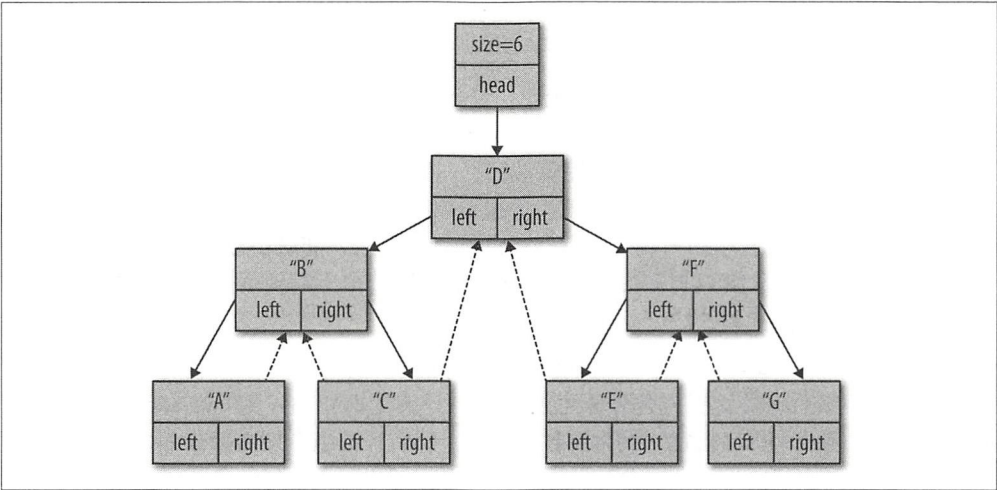 size=6
head
“D”
left right
“B” “F”
left right left right
“A” “C” “E” “G”
left right left right left right left right